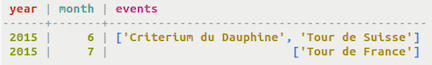 year | month | events
-------+---------+--------------------------------------------
2015 | 6 | ['Criterium du Dauphine', 'Tour de Suisse']
2015 | 7 | ['Tour de France']